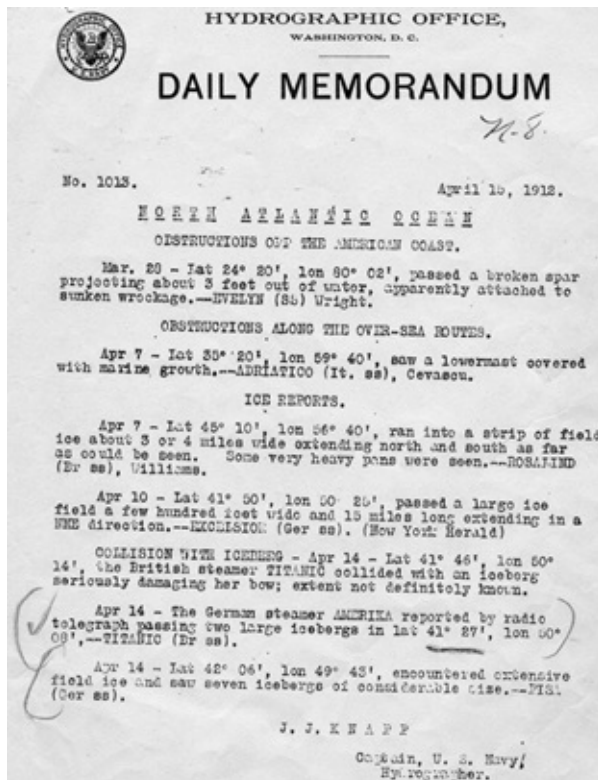 HYDROGRAPHIC OFFICE,
WASHINGTON, D. C.
DAILY MEMORANDUM
N-8.
No. 1013.
April 15, 1912.
NORTH ATLANTIC OCEAN
OBSTRUCTIONS OFF THE AMERICAN COAST.
Mar. 28 - Lat 24° 20', lon 80° 02', passed a broken spar
projecting about 3 feet out of water, apparently attached to
sunken wreckage.--EVELYN (SS) Wright.
OBSTRUCTIONS ALONG THE OVER-SEA ROUTES.
Apr 7 - Lat 35° 20', lon 59° 40', saw a lowermast covered
with marine growth.--ADRIATICO (It. ss), Cevascu.
ICE REPORTS.
Apr 7 - Lat 45° 10', lon 56° 40', ran into a strip of field
ice about 3 or 4 miles wide extending north and south as far
as could be seen. Some very heavy pans were seen.--ROSALIND
(Br ss), Williams.
Apr 10 - Lat 41° 50', lon 50° 25', passed a large ice
field a few hundred feet wide and 15 miles long extending in a
NNE direction.--EXCELSIOR (Ger ss). (New York Herald)
COLLISION WITH ICEBERG - Apr 14 - Lat 41° 46', lon 50°
14', the British steamer TITANIC collided with an iceberg
seriously damaging her bow; extent not definitely known.
Apr 14 - The German steamer AMERIKA reported by radio
telegraph passing two large icebergs in lat 41° 27', lon 50°
08',--TITANIC (Br ss).
Apr 14 - Lat 42° 06', lon 49° 43', encountered extensive
field ice and saw seven icebergs of considerable size.--PISA
(Ger ss).
J. J. KNAPP
Captain, U. S. Navy,
Hydrographer.